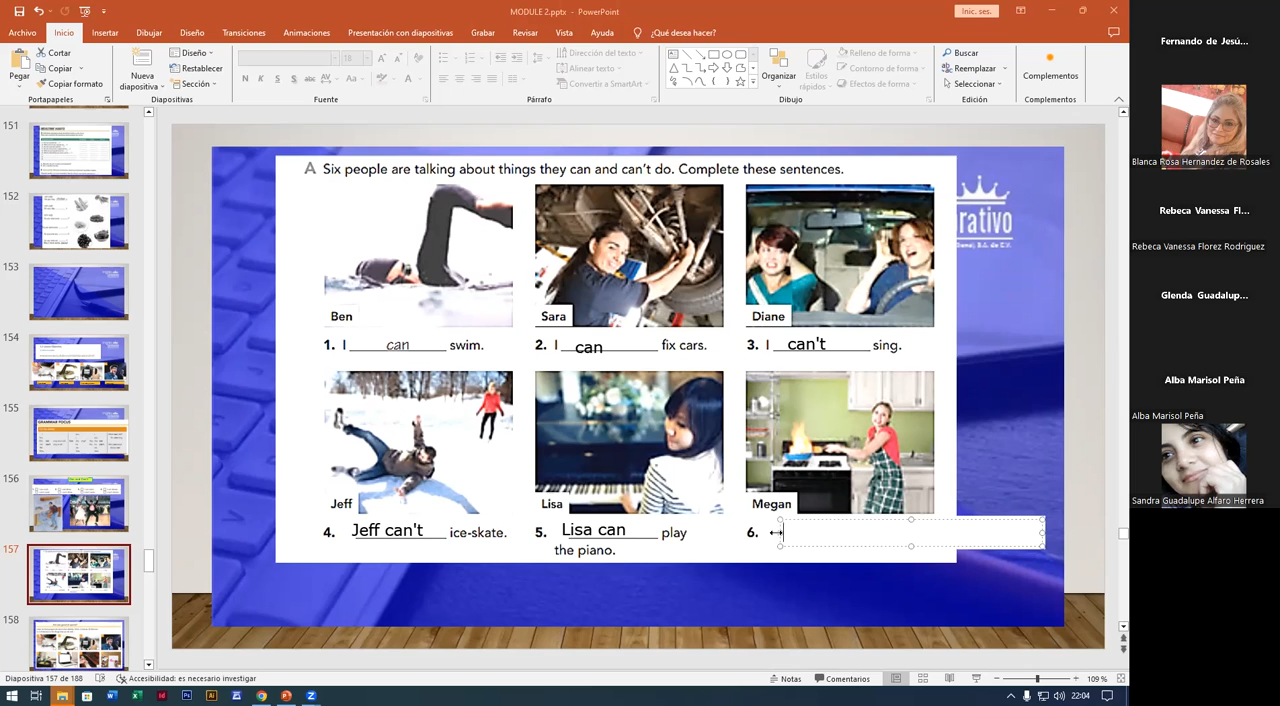 MODULE 2.pptx - PowerPoint
Inic. ses.
Archivo Inicio Insertar Dibujar Diseño Transiciones Animaciones Presentación con diapositivas Grabar Revisar Vista Ayuda ¿Qué desea hacer?
Pegar
Cortar
Copiar
Copiar formato
Portapapeles
Nueva diapositiva
Diseño
Restablecer
Sección
Diapositivas
18
N K S S abc AV Aa A
Fuente
Dirección del texto
Alinear texto
Convertir a SmartArt
Párrafo
Organizar
Estilos rápidos
Relleno de forma
Contorno de forma
Efectos de forma
Dibujo
Buscar
Reemplazar
Seleccionar
Edición
Complementos
Complementos
151
152
153
154
155
GRAMMAR FOCUS
156
157
158
A Six people are talking about things they can and can't do. Complete these sentences.
rativo
Ben
Sara
Diane
1. I can swim.
2. I can fix cars.
3. I can't sing.
Jeff
Lisa
Megan
4. Jeff can't ice-skate.
5. Lisa can play
the piano.
6.
Fernando de Jesú...
Blanca Rosa Hernandez de Rosales
Rebeca Vanessa Fl...
Rebeca Vanessa Florez Rodriguez
Glenda Guadalup...
Alba Marisol Peña
Alba Marisol Peña
Sandra Guadalupe Alfaro Herrera
Diapositiva 157 de 188
Accesibilidad: es necesario investigar
Notas
Comentarios
109 %
22:04